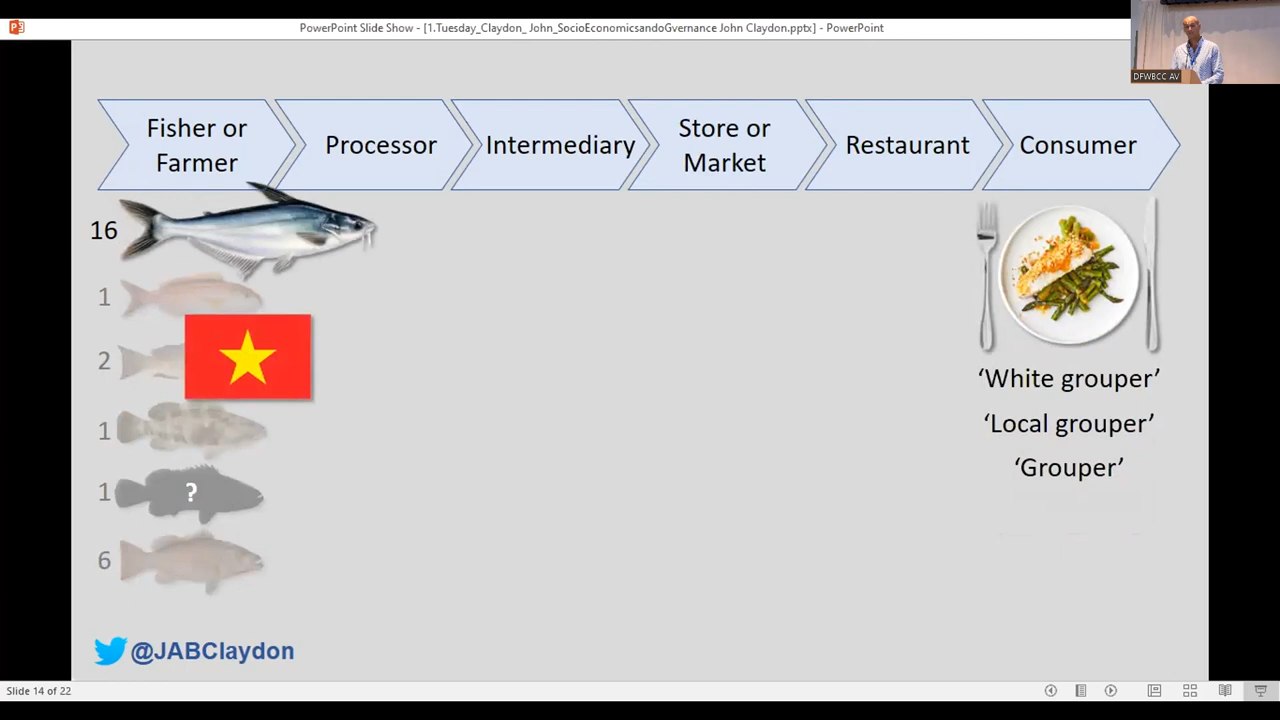 PowerPoint Slide Show - [1.Tuesday_Claydon_ John_SocioEconomicsandoGvernance John Claydon.pptx] - PowerPoint
DFWBCC AV
Fisher or
Farmer
Processor
Intermediary
Store or
Market
Restaurant
Consumer
16
1
2
1
1
?
6
‘White grouper’
‘Local grouper’
‘Grouper’
@JABClaydon
Slide 14 of 22